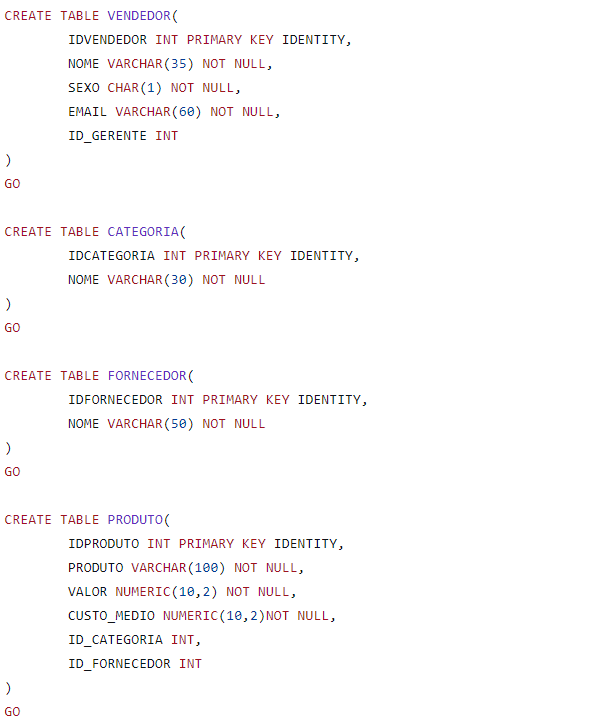 CREATE TABLE VENDEDOR(
IDVENDEDOR INT PRIMARY KEY IDENTITY,
NOME VARCHAR(35) NOT NULL,
SEXO CHAR(1) NOT NULL,
EMAIL VARCHAR(60) NOT NULL,
ID_GERENTE INT
)
GO
CREATE TABLE CATEGORIA(
IDCATEGORIA INT PRIMARY KEY IDENTITY,
NOME VARCHAR(30) NOT NULL
)
GO
CREATE TABLE FORNECEDOR(
IDFORNECEDOR INT PRIMARY KEY IDENTITY,
NOME VARCHAR(50) NOT NULL
)
GO
CREATE TABLE PRODUTO(
IDPRODUTO INT PRIMARY KEY IDENTITY,
PRODUTO VARCHAR(100) NOT NULL,
VALOR NUMERIC(10,2) NOT NULL,
CUSTO_MEDIO NUMERIC(10,2)NOT NULL,
ID_CATEGORIA INT,
ID_FORNECEDOR INT
)
GO